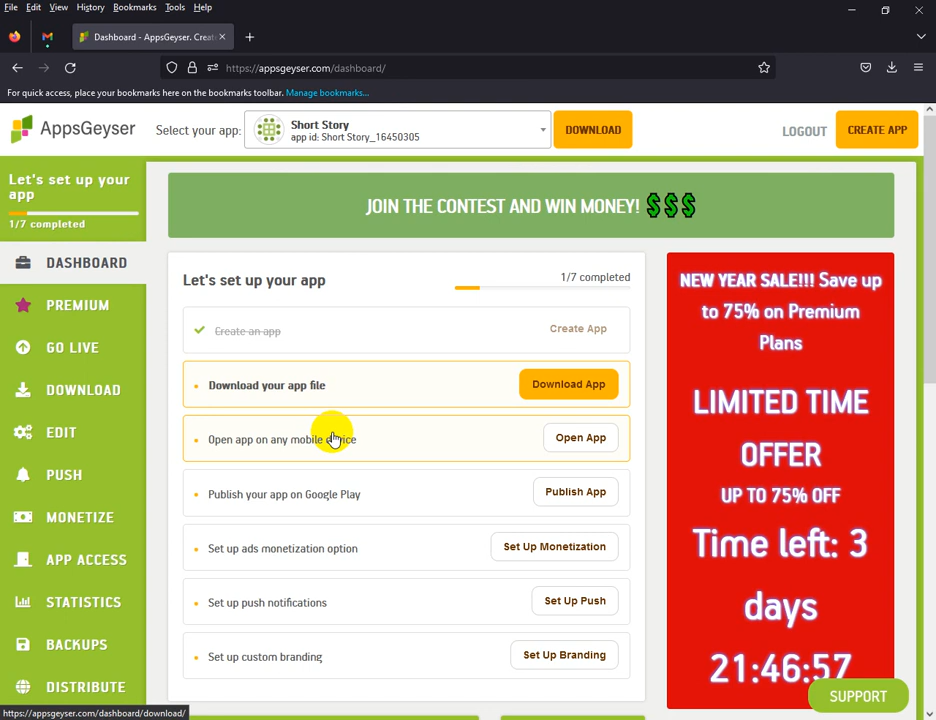 File Edit View History Bookmarks Tools Help
Dashboard - AppsGeyser. Create
https://appsgeyser.com/dashboard/
For quick access, place your bookmarks here on the bookmarks toolbar. Manage bookmarks...
AppsGeyser
Select your app:
Short Story
app id: Short Story_16450305
DOWNLOAD
LOGOUT
CREATE APP
Let's set up your
app
1/7 completed
DASHBOARD
PREMIUM
GO LIVE
DOWNLOAD
EDIT
PUSH
MONETIZE
APP ACCESS
STATISTICS
BACKUPS
DISTRIBUTE
JOIN THE CONTEST AND WIN MONEY! $$$
Let's set up your app
1/7 completed
Create an app
Create App
Download your app file
Download App
Open app on any mobile device
Open App
Publish your app on Google Play
Publish App
Set up ads monetization option
Set Up Monetization
Set up push notifications
Set Up Push
Set up custom branding
Set Up Branding
NEW YEAR SALE!!! Save up
to 75% on Premium
Plans
LIMITED TIME
OFFER
UP TO 75% OFF
Time left: 3
days
21:46:57
SUPPORT
https://appsgeyser.com/dashboard/download/